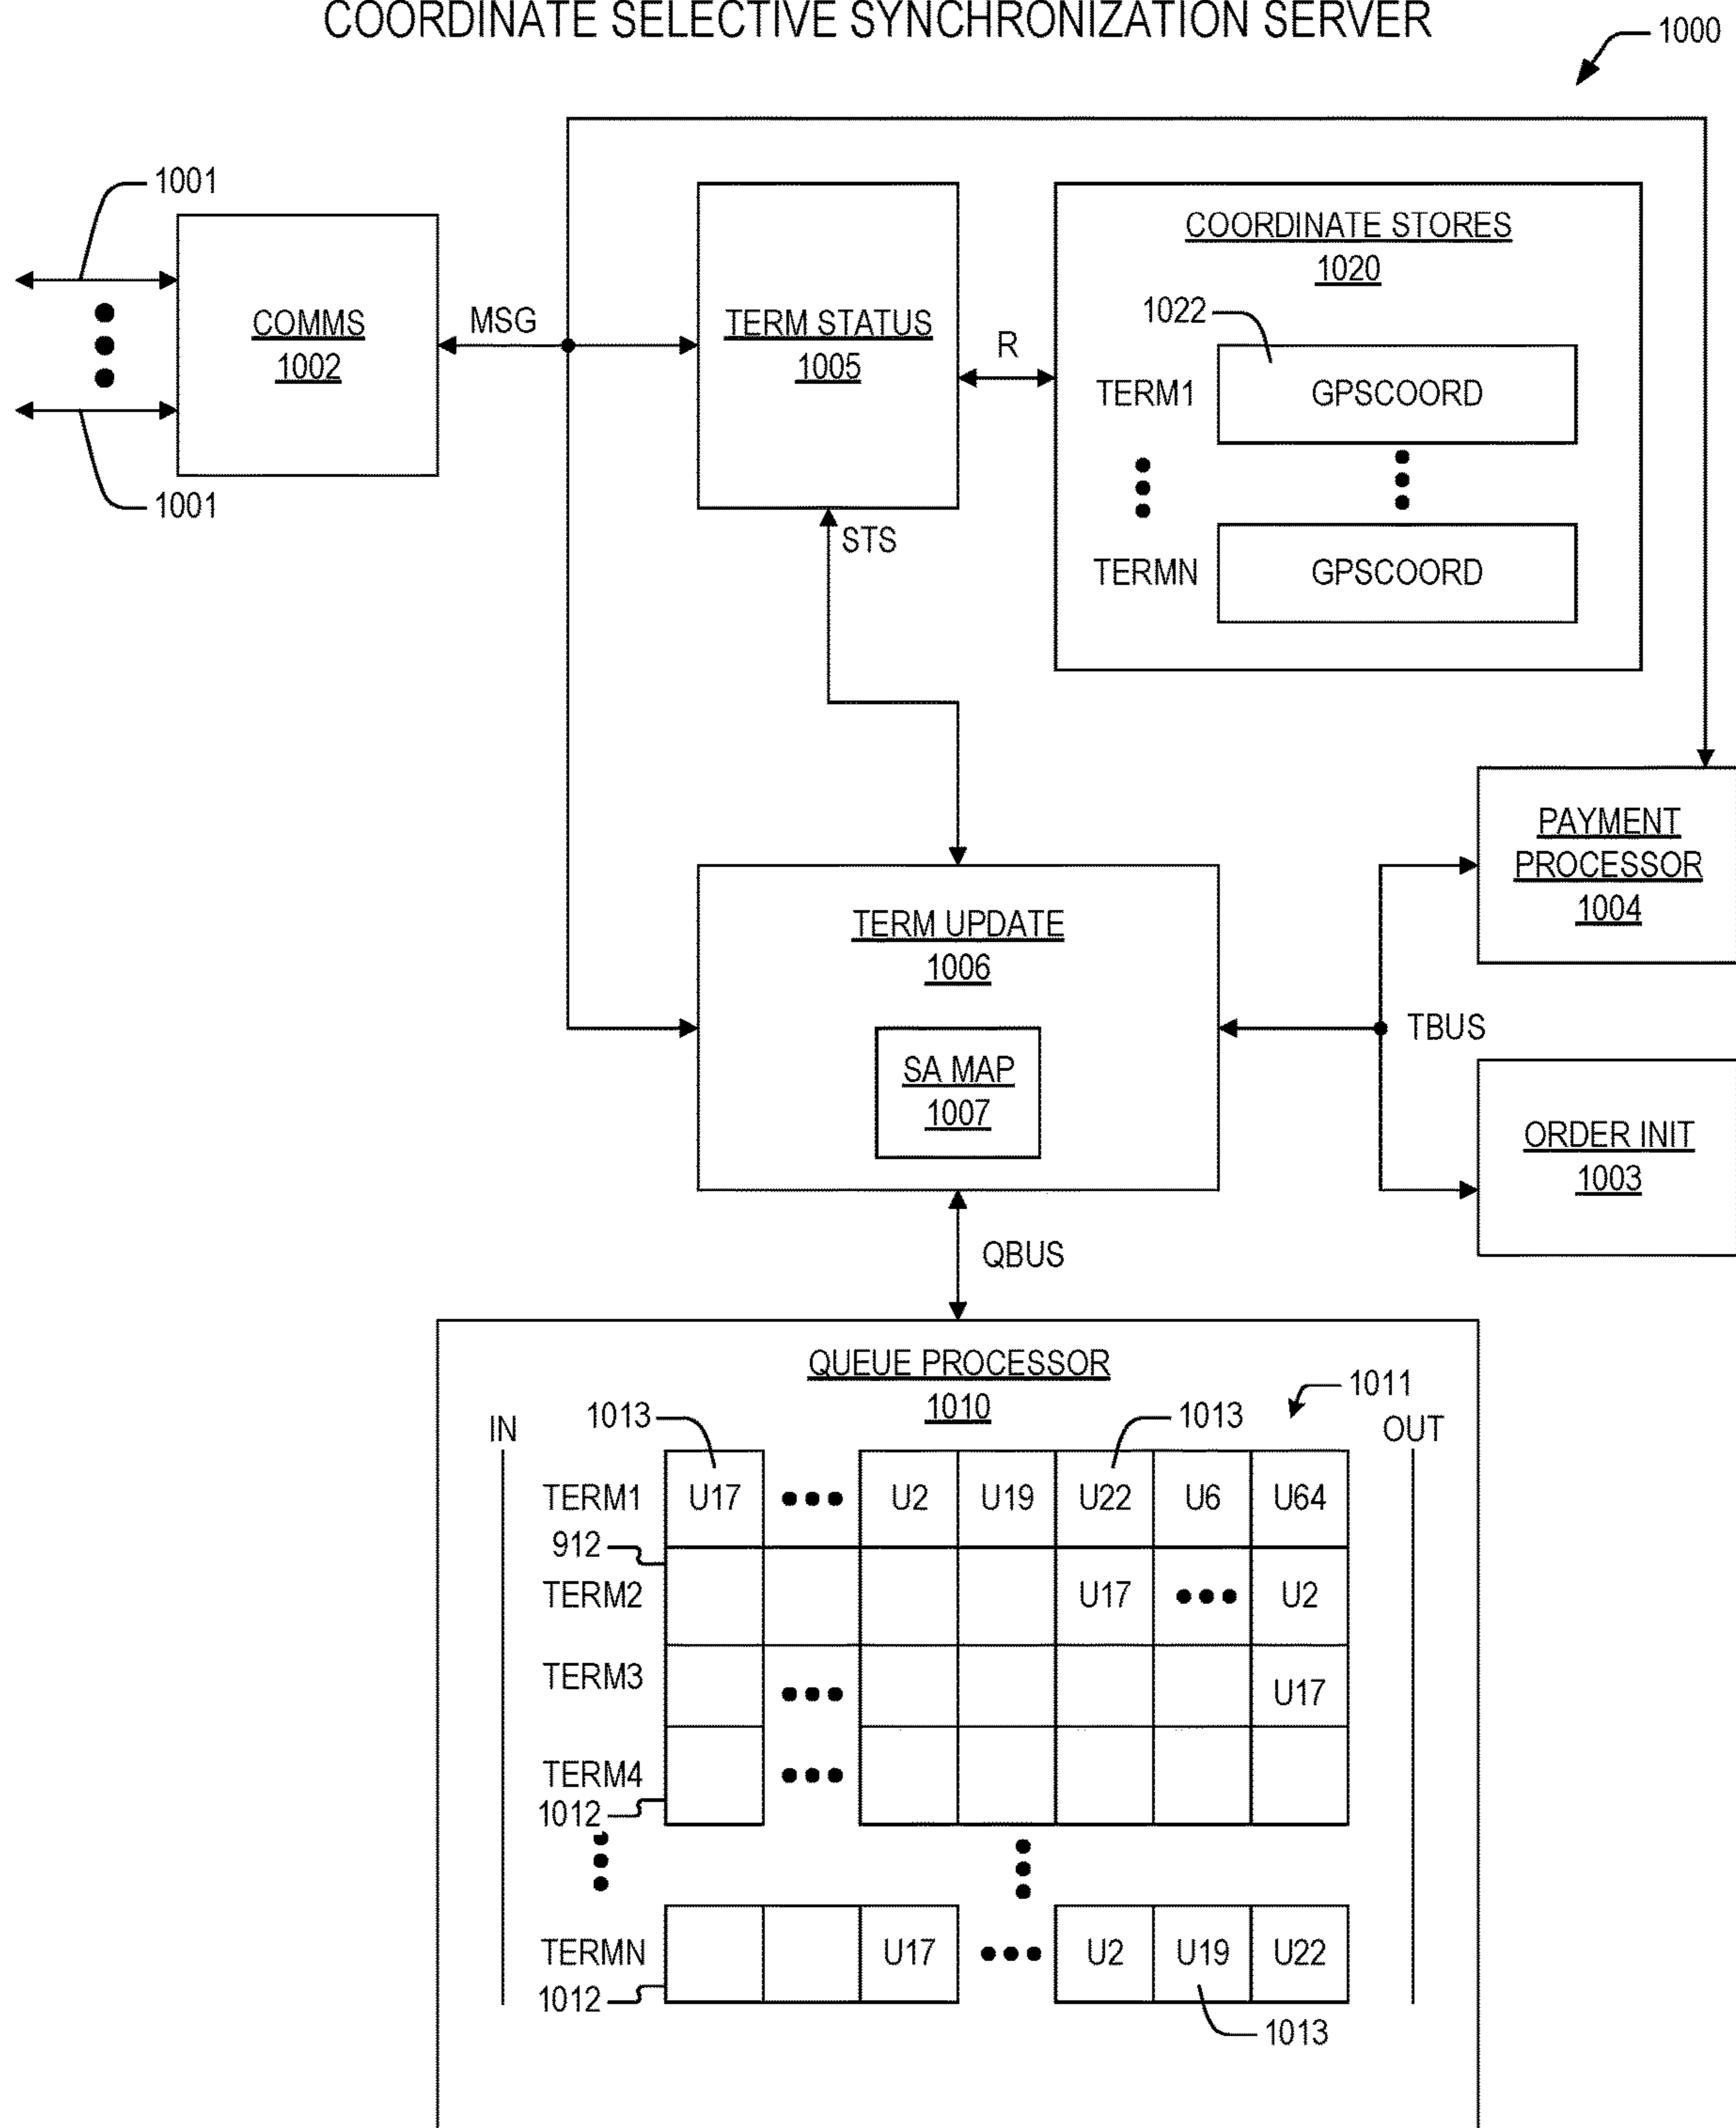 COORDINATE SELECTIVE SYNCHRONIZATION SERVER
1000
1001
COMMS
1002
1001
MSG
TERM STATUS
1005
R
COORDINATE STORES
1020
1022
TERM1
GPSCOORD
TERMN
GPSCOORD
STS
PAYMENT
PROCESSOR
1004
TERM UPDATE
1006
SA MAP
1007
TBUS
ORDER INIT
1003
QBUS
QUEUE PROCESSOR
1010
1011
1013
1013
IN
OUT
TERM1 U17 U2 U19 U22 U6 U64
912
TERM2 U17 U2
TERM3 U17
TERM4
1012
TERMN U17 U2 U19 U22
1012
1013